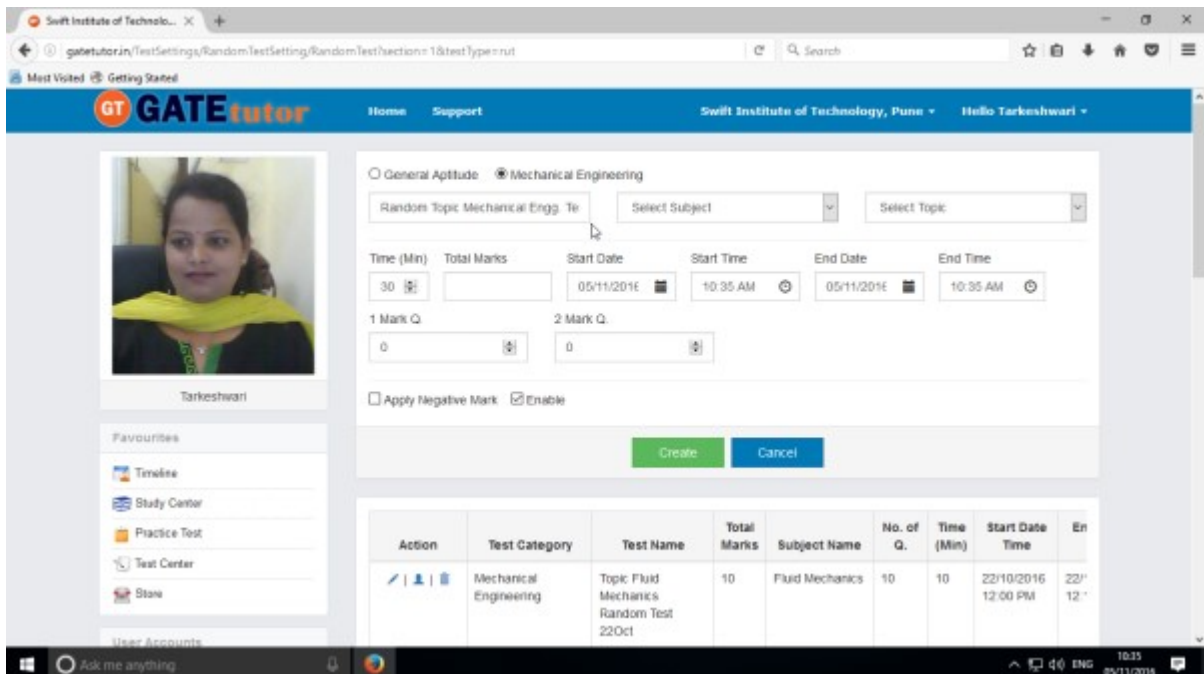 Swift Institute of Technolo...
gatetutor.in/TestSettings/RandomTestSetting/RandomTest?section=1&testType=rut
Search
Most Visited Getting Started
GT GATEtutor Home Support Swift Institute of Technology, Pune Hello Tarkeshwari
General Aptitude Mechanical Engineering
Random Topic Mechanical Engg. Te Select Subject Select Topic
Time (Min) Total Marks Start Date Start Time End Date End Time
30 05/11/2016 10:35 AM 05/11/2016 10:35 AM
1 Mark Q. 2 Mark Q.
0 0
Apply Negative Mark Enable
Create Cancel
Tarkeshwari
Favourites
Timeline
Study Center
Practice Test
Test Center
Store
User Accounts
Action Test Category Test Name Total Marks Subject Name No. of Q. Time (Min) Start Date Time En
Mechanical Engineering Topic Fluid Mechanics Random Test 22Oct 10 Fluid Mechanics 10 10 22/10/2016 12:00 PM
Ask me anything
ENG 10:35
05/11/2016